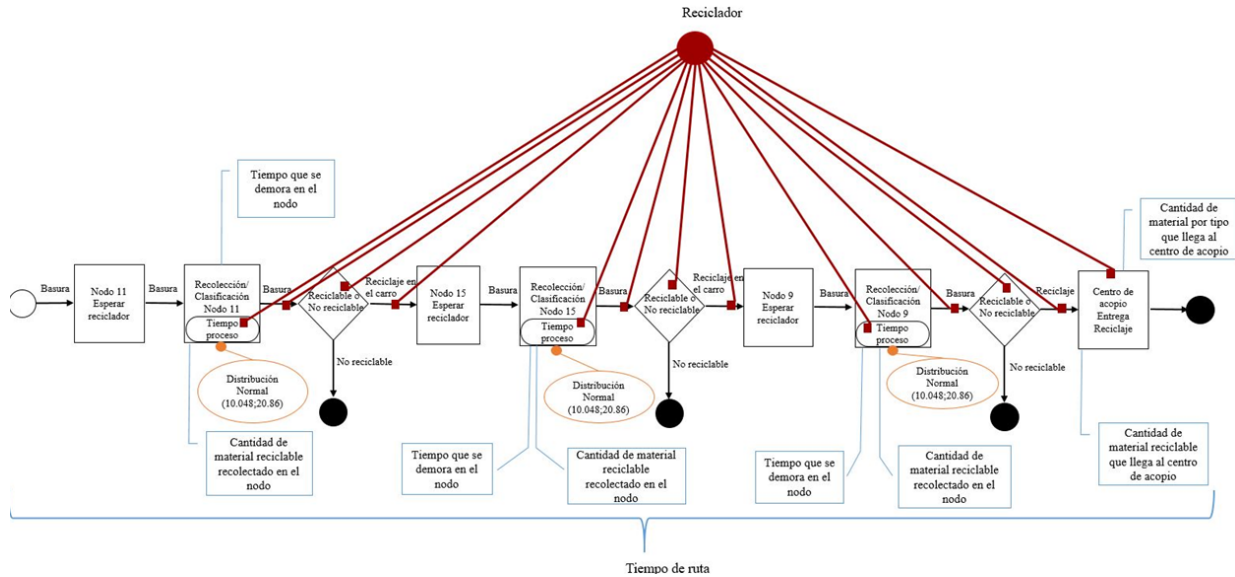 Reciclador
Tiempo que se
demora en el
nodo
Cantidad de
material por tipo
que llega al
centro de acopio
Basura
Nodo 11
Esperar
reciclador
Basura
Recolección/
Clasificación
Nodo 11
Tiempo
proceso
Basura
Reciclable o
No reciclable
Reciclaje en
el carro
Nodo 15
Esperar
reciclador
Basura
Recolección/
Clasificación
Nodo 15
Tiempo
proceso
Basura
Reciclable o
No reciclable
Reciclaje en
el carro
Nodo 9
Esperar
reciclador
Basura
Recolección/
Clasificación
Nodo 9
Tiempo
proceso
Basura
Reciclable o
No reciclable
Reciclaje
Centro de
acopio
Entrega
Reciclaje
No reciclable
No reciclable
No reciclable
Distribución
Normal
(10.048;20.86)
Distribución
Normal
(10.048;20.86)
Distribución
Normal
(10.048;20.86)
Cantidad de
material reciclable
recolectado en el
nodo
Tiempo que se
demora en el
nodo
Cantidad de material
reciclable
recolectado en el
nodo
Tiempo que se
demora en el
nodo
Cantidad de
material reciclable
recolectado en el
nodo
Cantidad de
material reciclable
que llega al centro
de acopio
Tiempo de ruta